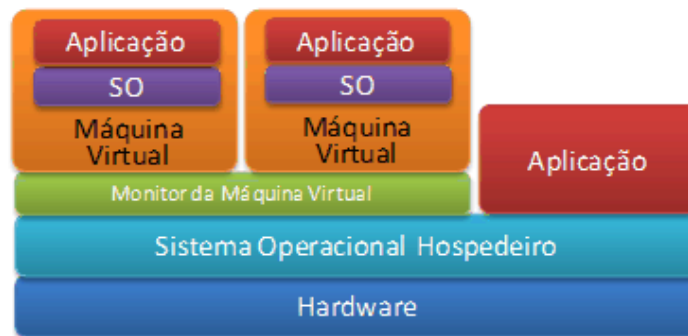 Aplicação
SO
Máquina
Virtual
Aplicação
SO
Máquina
Virtual
Aplicação
Monitor da Máquina Virtual
Sistema Operacional Hospedeiro
Hardware